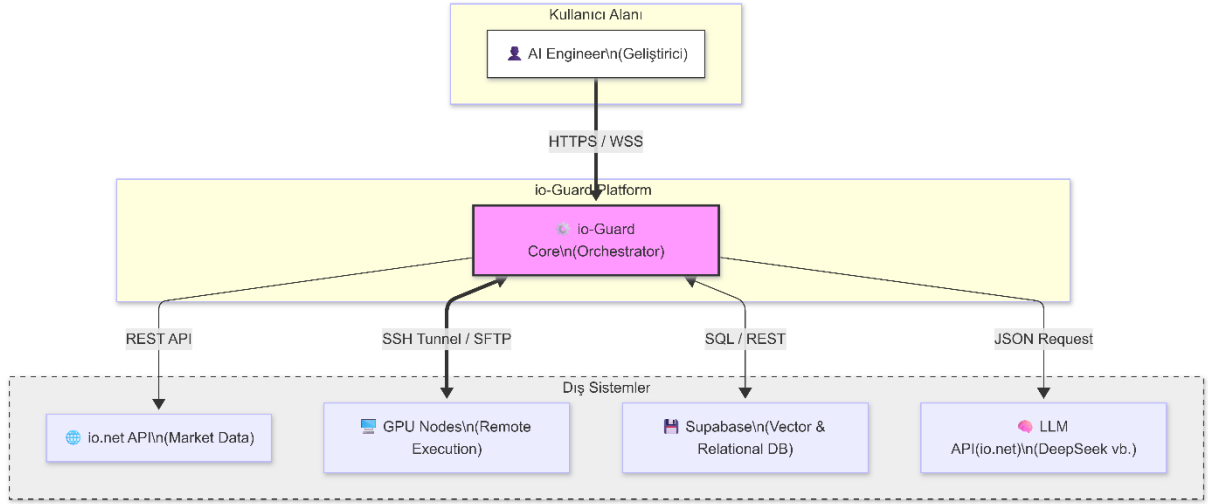 Kullanıcı Alanı
AI Engineer\n(Geliştirici)
HTTPS / WSS
io-Guard Platform
io-Guard
Core\n(Orchestrator)
REST API
SSH Tunnel / SFTP
SQL / REST
JSON Request
Dış Sistemler
io.net API\n(Market Data)
GPU Nodes\n(Remote
Execution)
Supabase\n(Vector &
Relational DB)
LLM
API(io.net)\n(DeepSeek vb.)